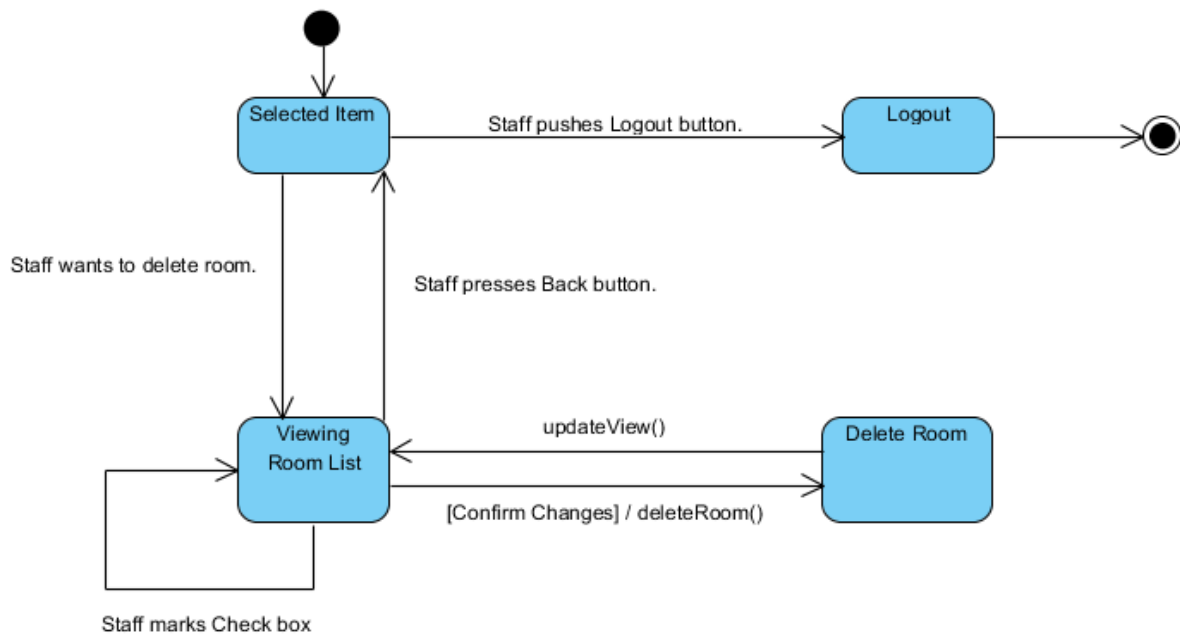 Selected Item
Staff pushes Logout button.
Logout
Staff wants to delete room.
Staff presses Back button.
Viewing
Room List
updateView()
Delete Room
[Confirm Changes] / deleteRoom()
Staff marks Check box